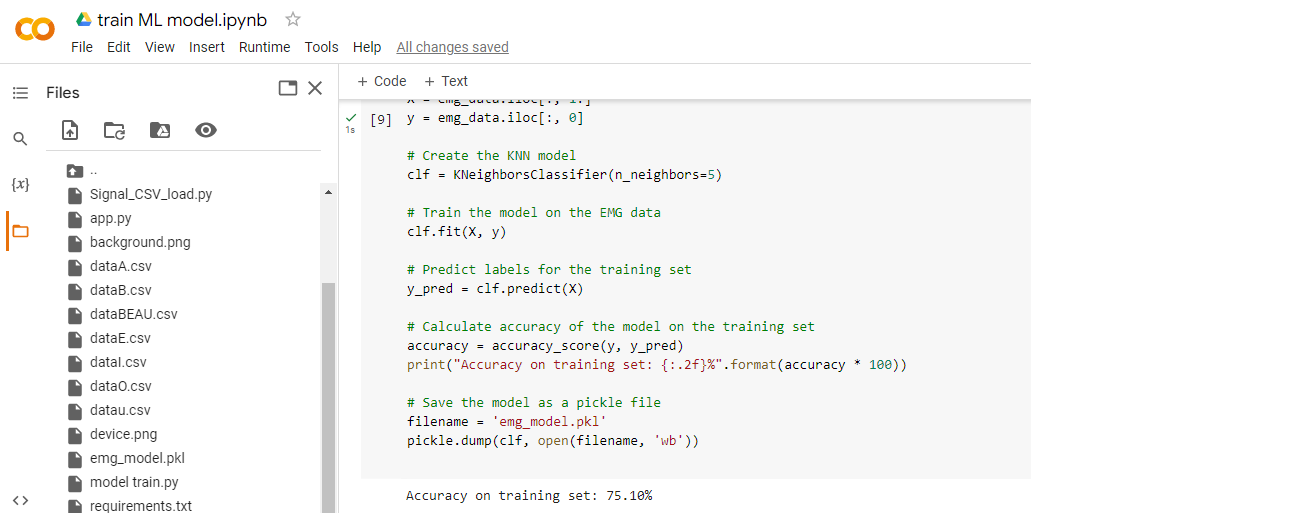 train ML model.ipynb
File Edit View Insert Runtime Tools Help All changes saved
Files
+ Code + Text
..
Signal_CSV_load.py
app.py
background.png
dataA.csv
dataB.csv
dataBEAU.csv
dataE.csv
dataI.csv
dataO.csv
datau.csv
device.png
emg_model.pkl
model train.py
requirements.txt
{x}
<>
1s
[9]
X = emg_data.iloc[:, 1:]
y = emg_data.iloc[:, 0]
# Create the KNN model
clf = KNeighborsClassifier(n_neighbors=5)
# Train the model on the EMG data
clf.fit(X, y)
# Predict labels for the training set
y_pred = clf.predict(X)
# Calculate accuracy of the model on the training set
accuracy = accuracy_score(y, y_pred)
print("Accuracy on training set: {:.2f}%".format(accuracy * 100))
# Save the model as a pickle file
filename = 'emg_model.pkl'
pickle.dump(clf, open(filename, 'wb'))
Accuracy on training set: 75.10%